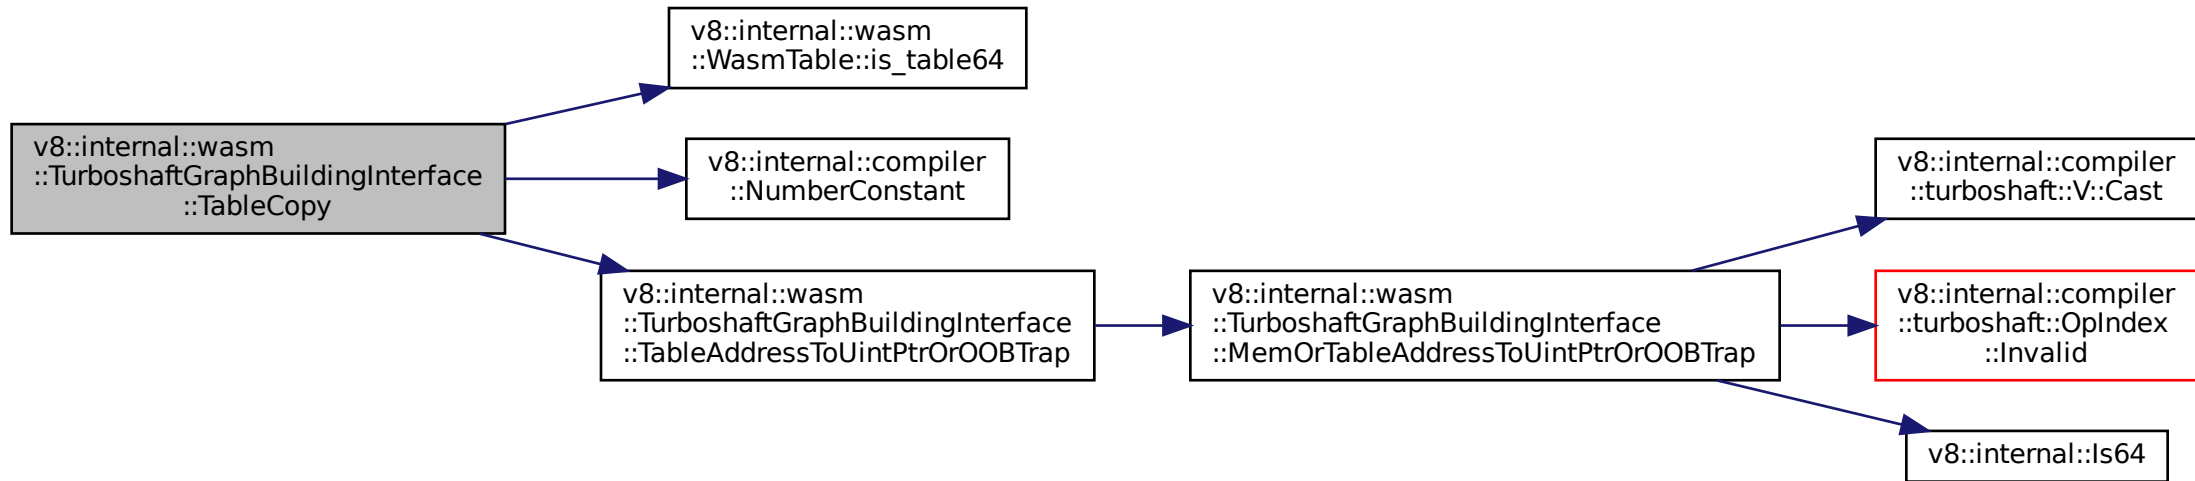 v8::internal::wasm
::TurboshaftGraphBuildingInterface
::TableCopy
v8::internal::wasm
::WasmTable::is_table64
v8::internal::compiler
::NumberConstant
v8::internal::wasm
::TurboshaftGraphBuildingInterface
::TableAddressToUintPtrOrOOBTrap
v8::internal::wasm
::TurboshaftGraphBuildingInterface
::MemOrTableAddressToUintPtrOrOOBTrap
v8::internal::compiler
::turboshaft::V::Cast
v8::internal::compiler
::turboshaft::OpIndex
::Invalid
v8::internal::Is64